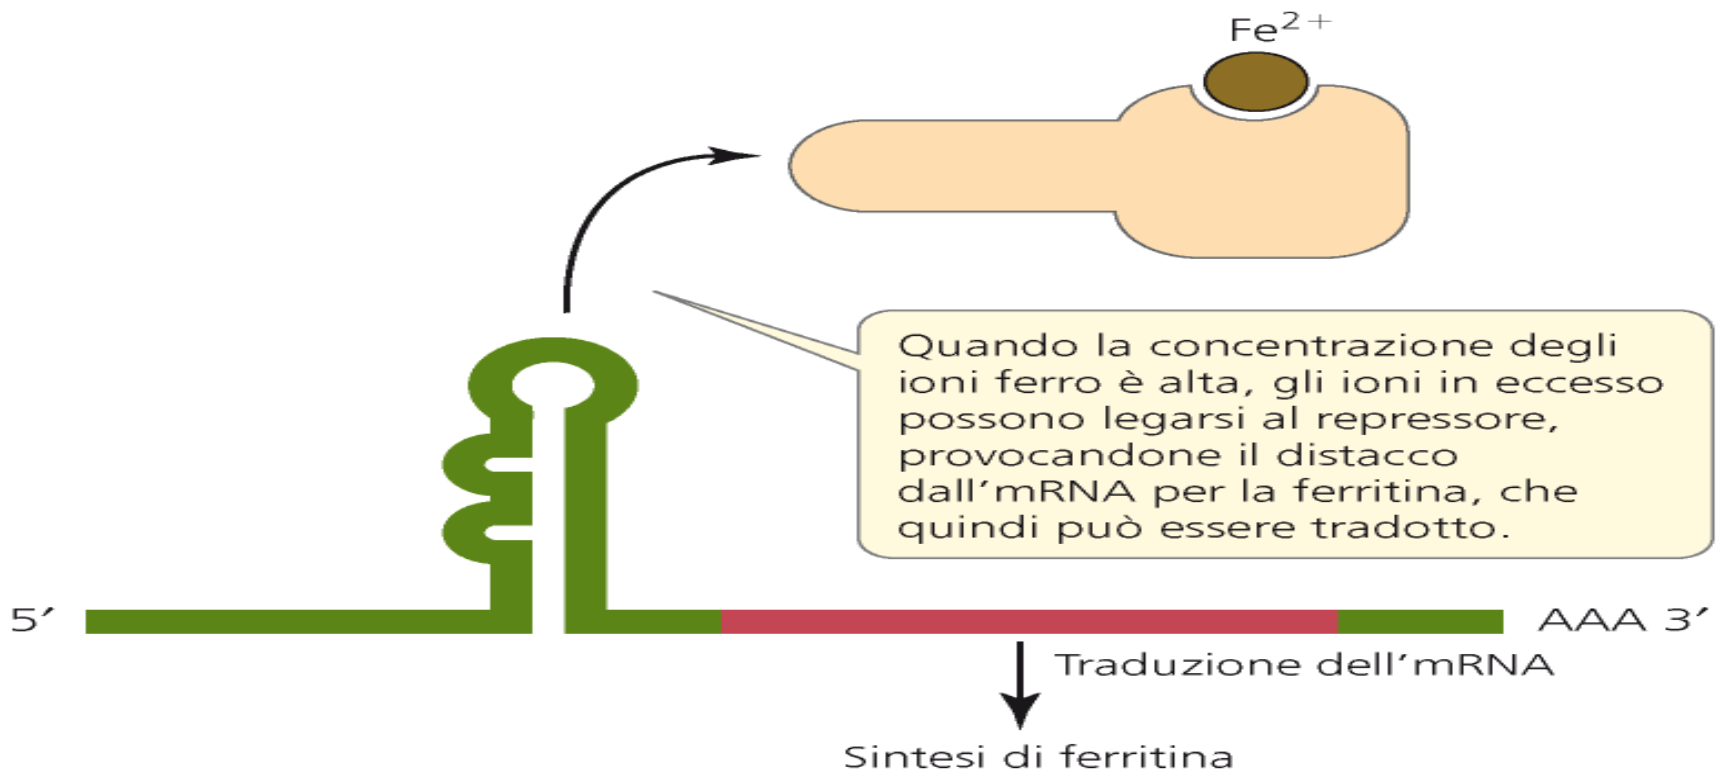 Fe²⁺
Quando la concentrazione degli
ioni ferro è alta, gli ioni in eccesso
possono legarsi al repressore,
provocandone il distacco
dall’mRNA per la ferritina, che
quindi può essere tradotto.
5′ AAA 3′
Traduzione dell’mRNA
Sintesi di ferritina